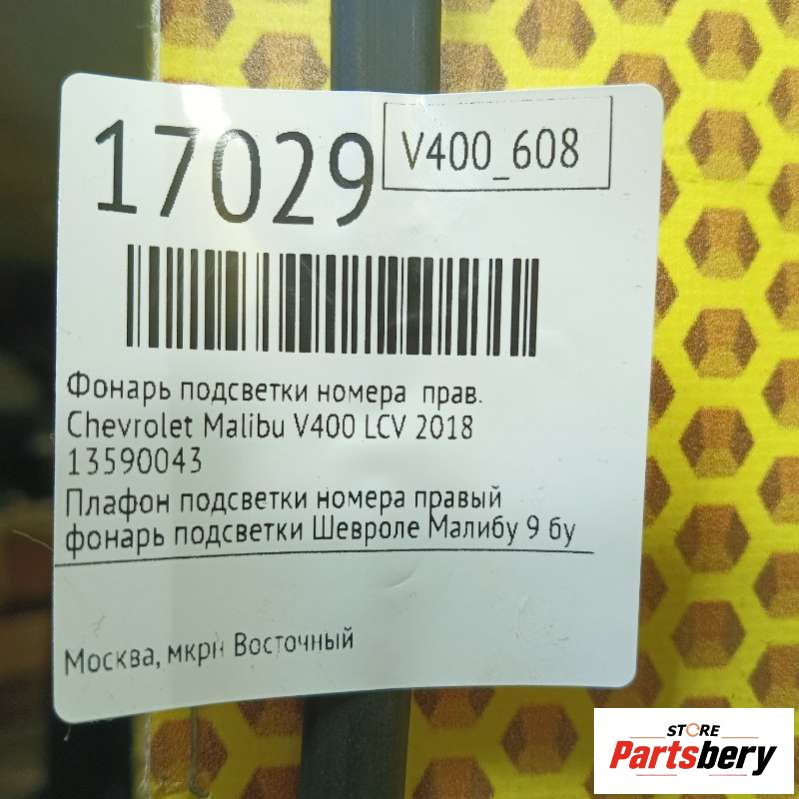 17029
V400_608
Фонарь подсветки номера прав.
Chevrolet Malibu V400 LCV 2018
13590043
Плафон подсветки номера правый
фонарь подсветки Шевроле Малибу 9 бу
Москва, мкрн Восточный
STORE
Partsbery